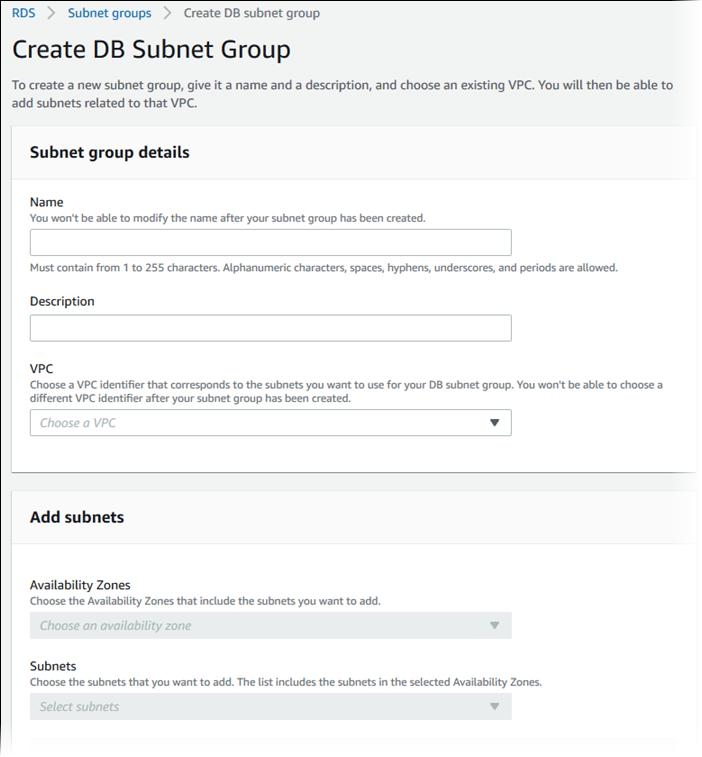 RDS > Subnet groups > Create DB subnet group
Create DB Subnet Group
To create a new subnet group, give it a name and a description, and choose an existing VPC. You will then be able to
add subnets related to that VPC.
Subnet group details
Name
You won't be able to modify the name after your subnet group has been created.
Must contain from 1 to 255 characters. Alphanumeric characters, spaces, hyphens, underscores, and periods are allowed.
Description
VPC
Choose a VPC identifier that corresponds to the subnets you want to use for your DB subnet group. You won't be able to choose a
different VPC identifier after your subnet group has been created.
Choose a VPC
Add subnets
Availability Zones
Choose the Availability Zones that include the subnets you want to add.
Choose an availability zone
Subnets
Choose the subnets that you want to add. The list includes the subnets in the selected Availability Zones.
Select subnets